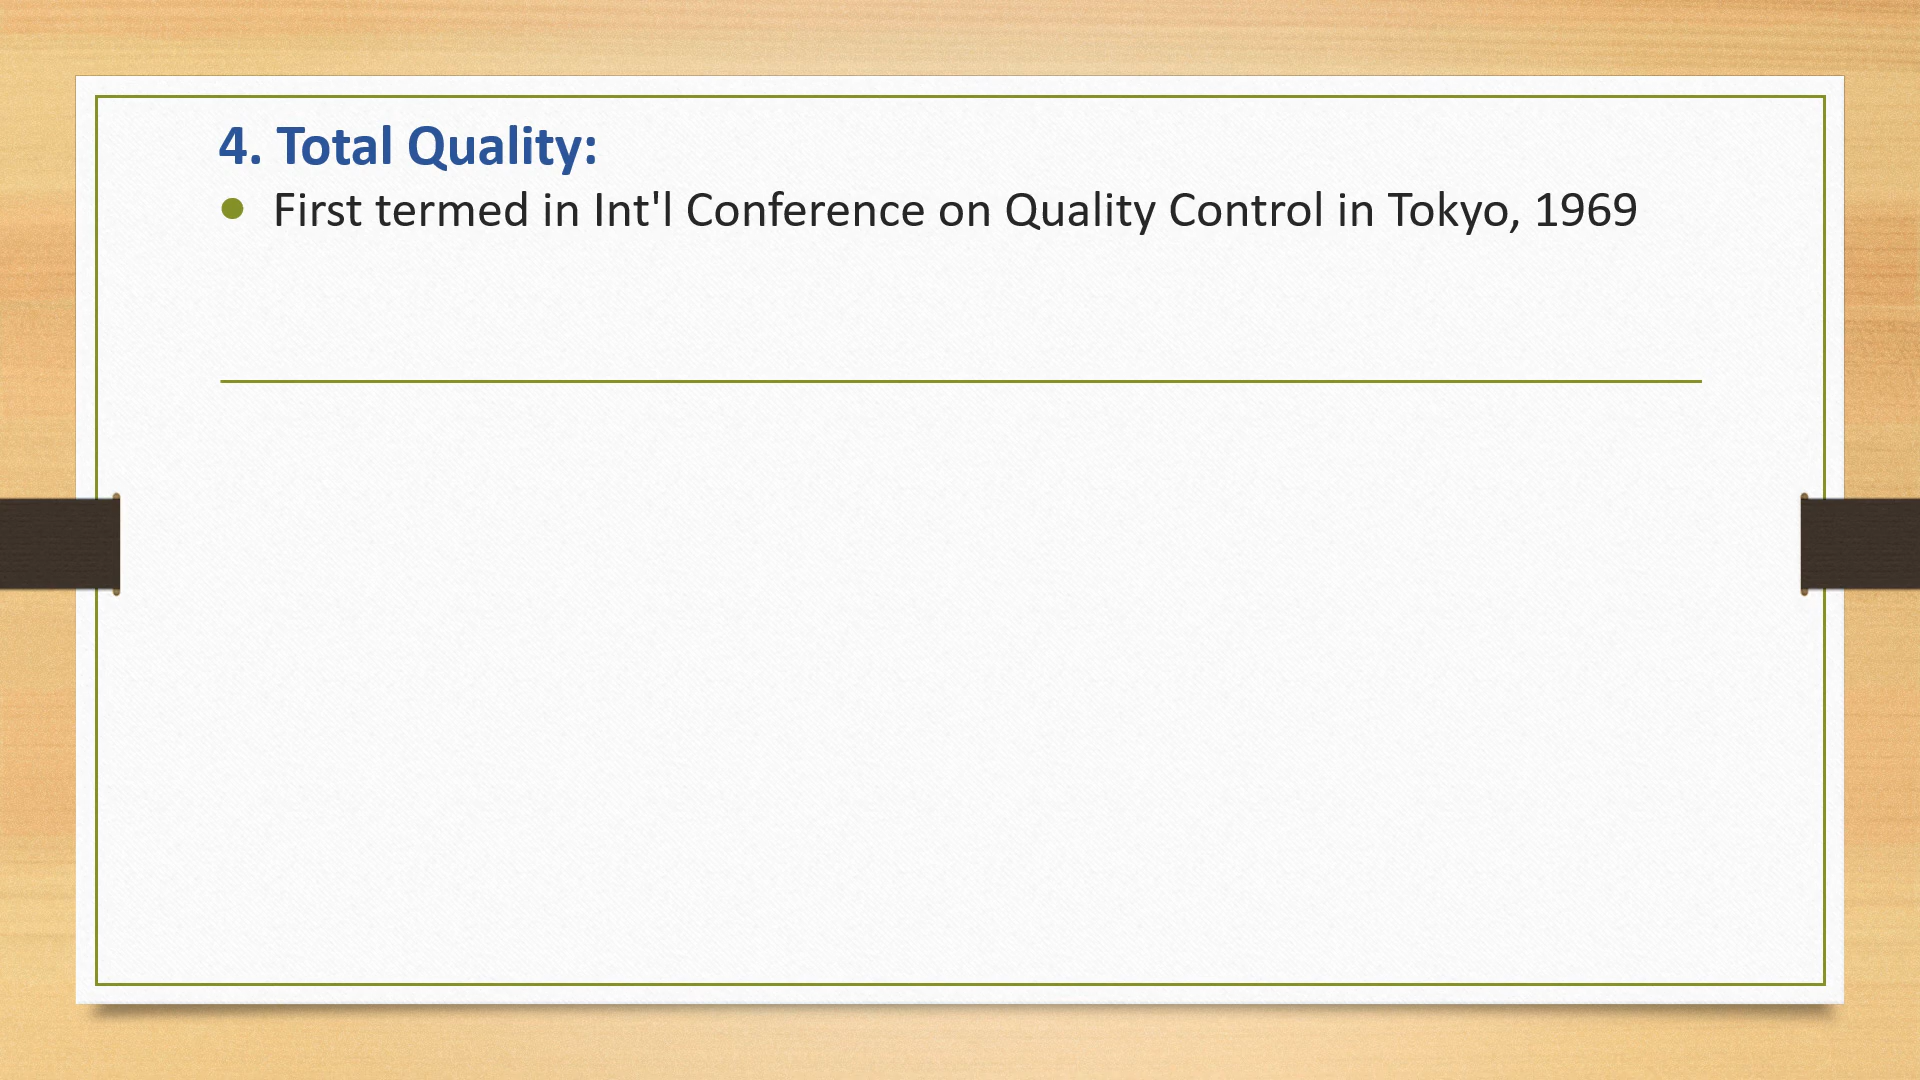 4. Total Quality:
First termed in Int'l Conference on Quality Control in Tokyo, 1969